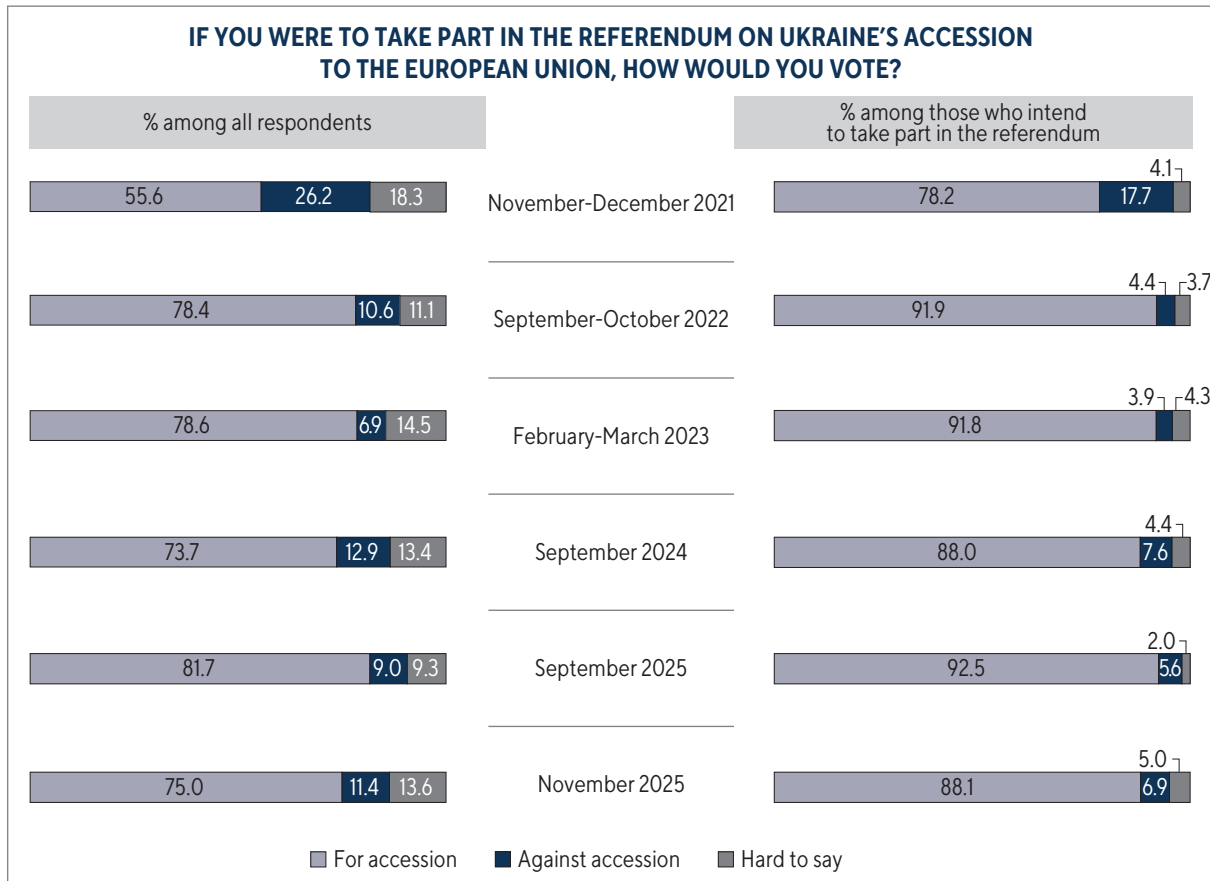 IF YOU WERE TO TAKE PART IN THE REFERENDUM ON UKRAINE’S ACCESSION
TO THE EUROPEAN UNION, HOW WOULD YOU VOTE?
% among all respondents
% among those who intend
to take part in the referendum
55.6 26.2 18.3
November-December 2021
4.1
78.2 17.7
78.4 10.6 11.1
September-October 2022
4.4 3.7
91.9
78.6 6.9 14.5
February-March 2023
3.9 4.3
91.8
73.7 12.9 13.4
September 2024
4.4
88.0 7.6
81.7 9.0 9.3
September 2025
2.0
92.5 5.6
75.0 11.4 13.6
November 2025
5.0
88.1 6.9
For accession Against accession Hard to say